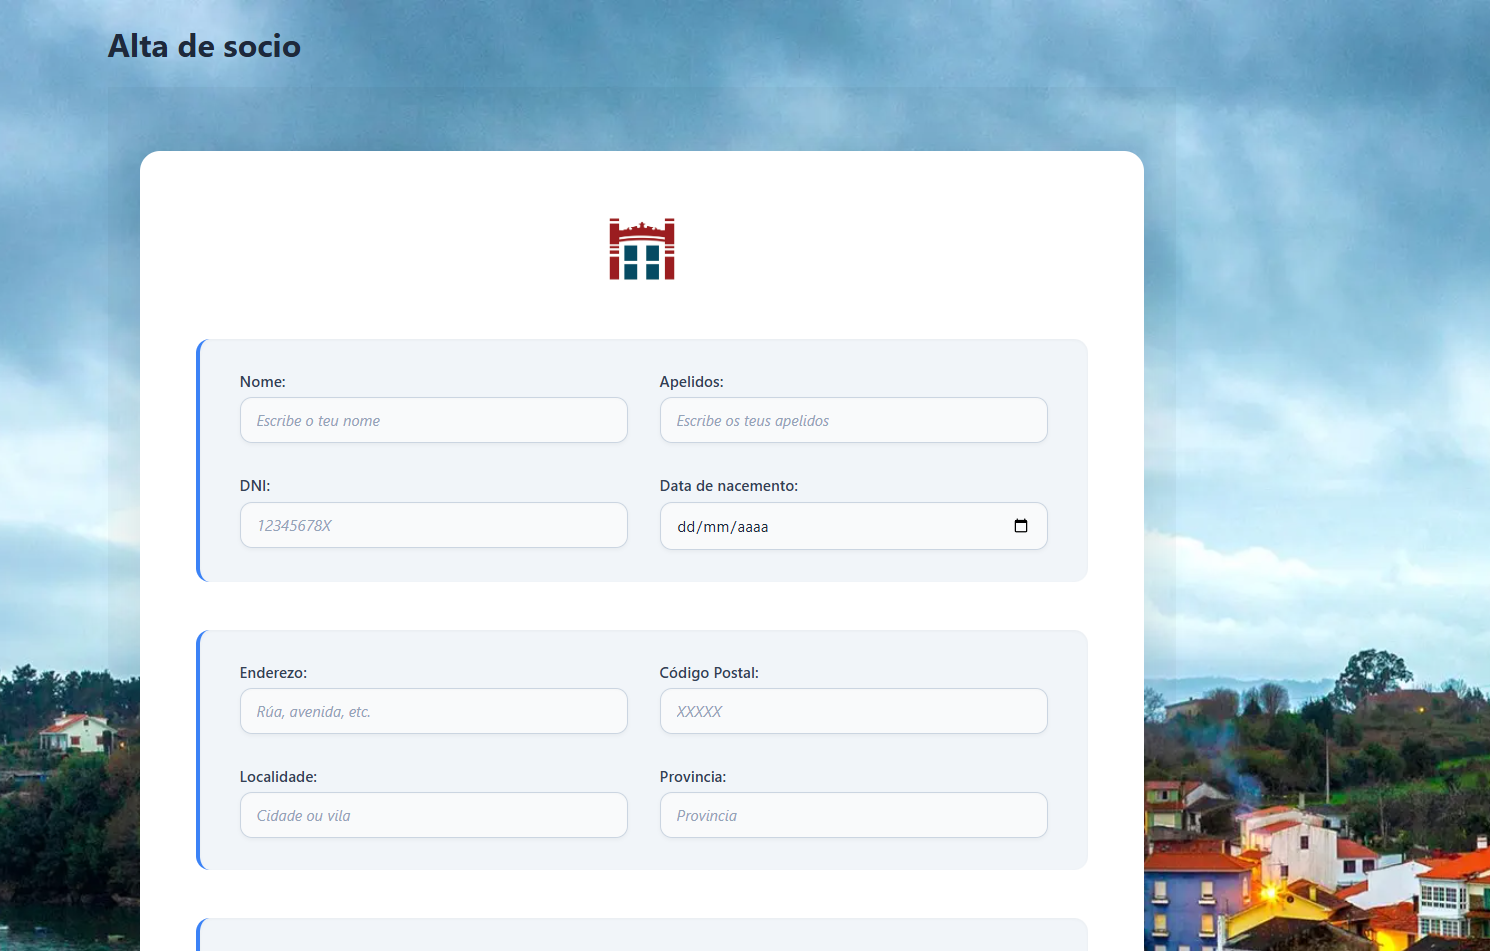 Alta de socio
Nome:
Apelidos:
Escribe o teu nome
Escribe os teus apelidos
DNI:
Data de nacemento:
12345678X
dd/mm/aaaa
Enderezo:
Código Postal:
Rúa, avenida, etc.
XXXXX
Localidade:
Provincia:
Cidade ou vila
Provincia